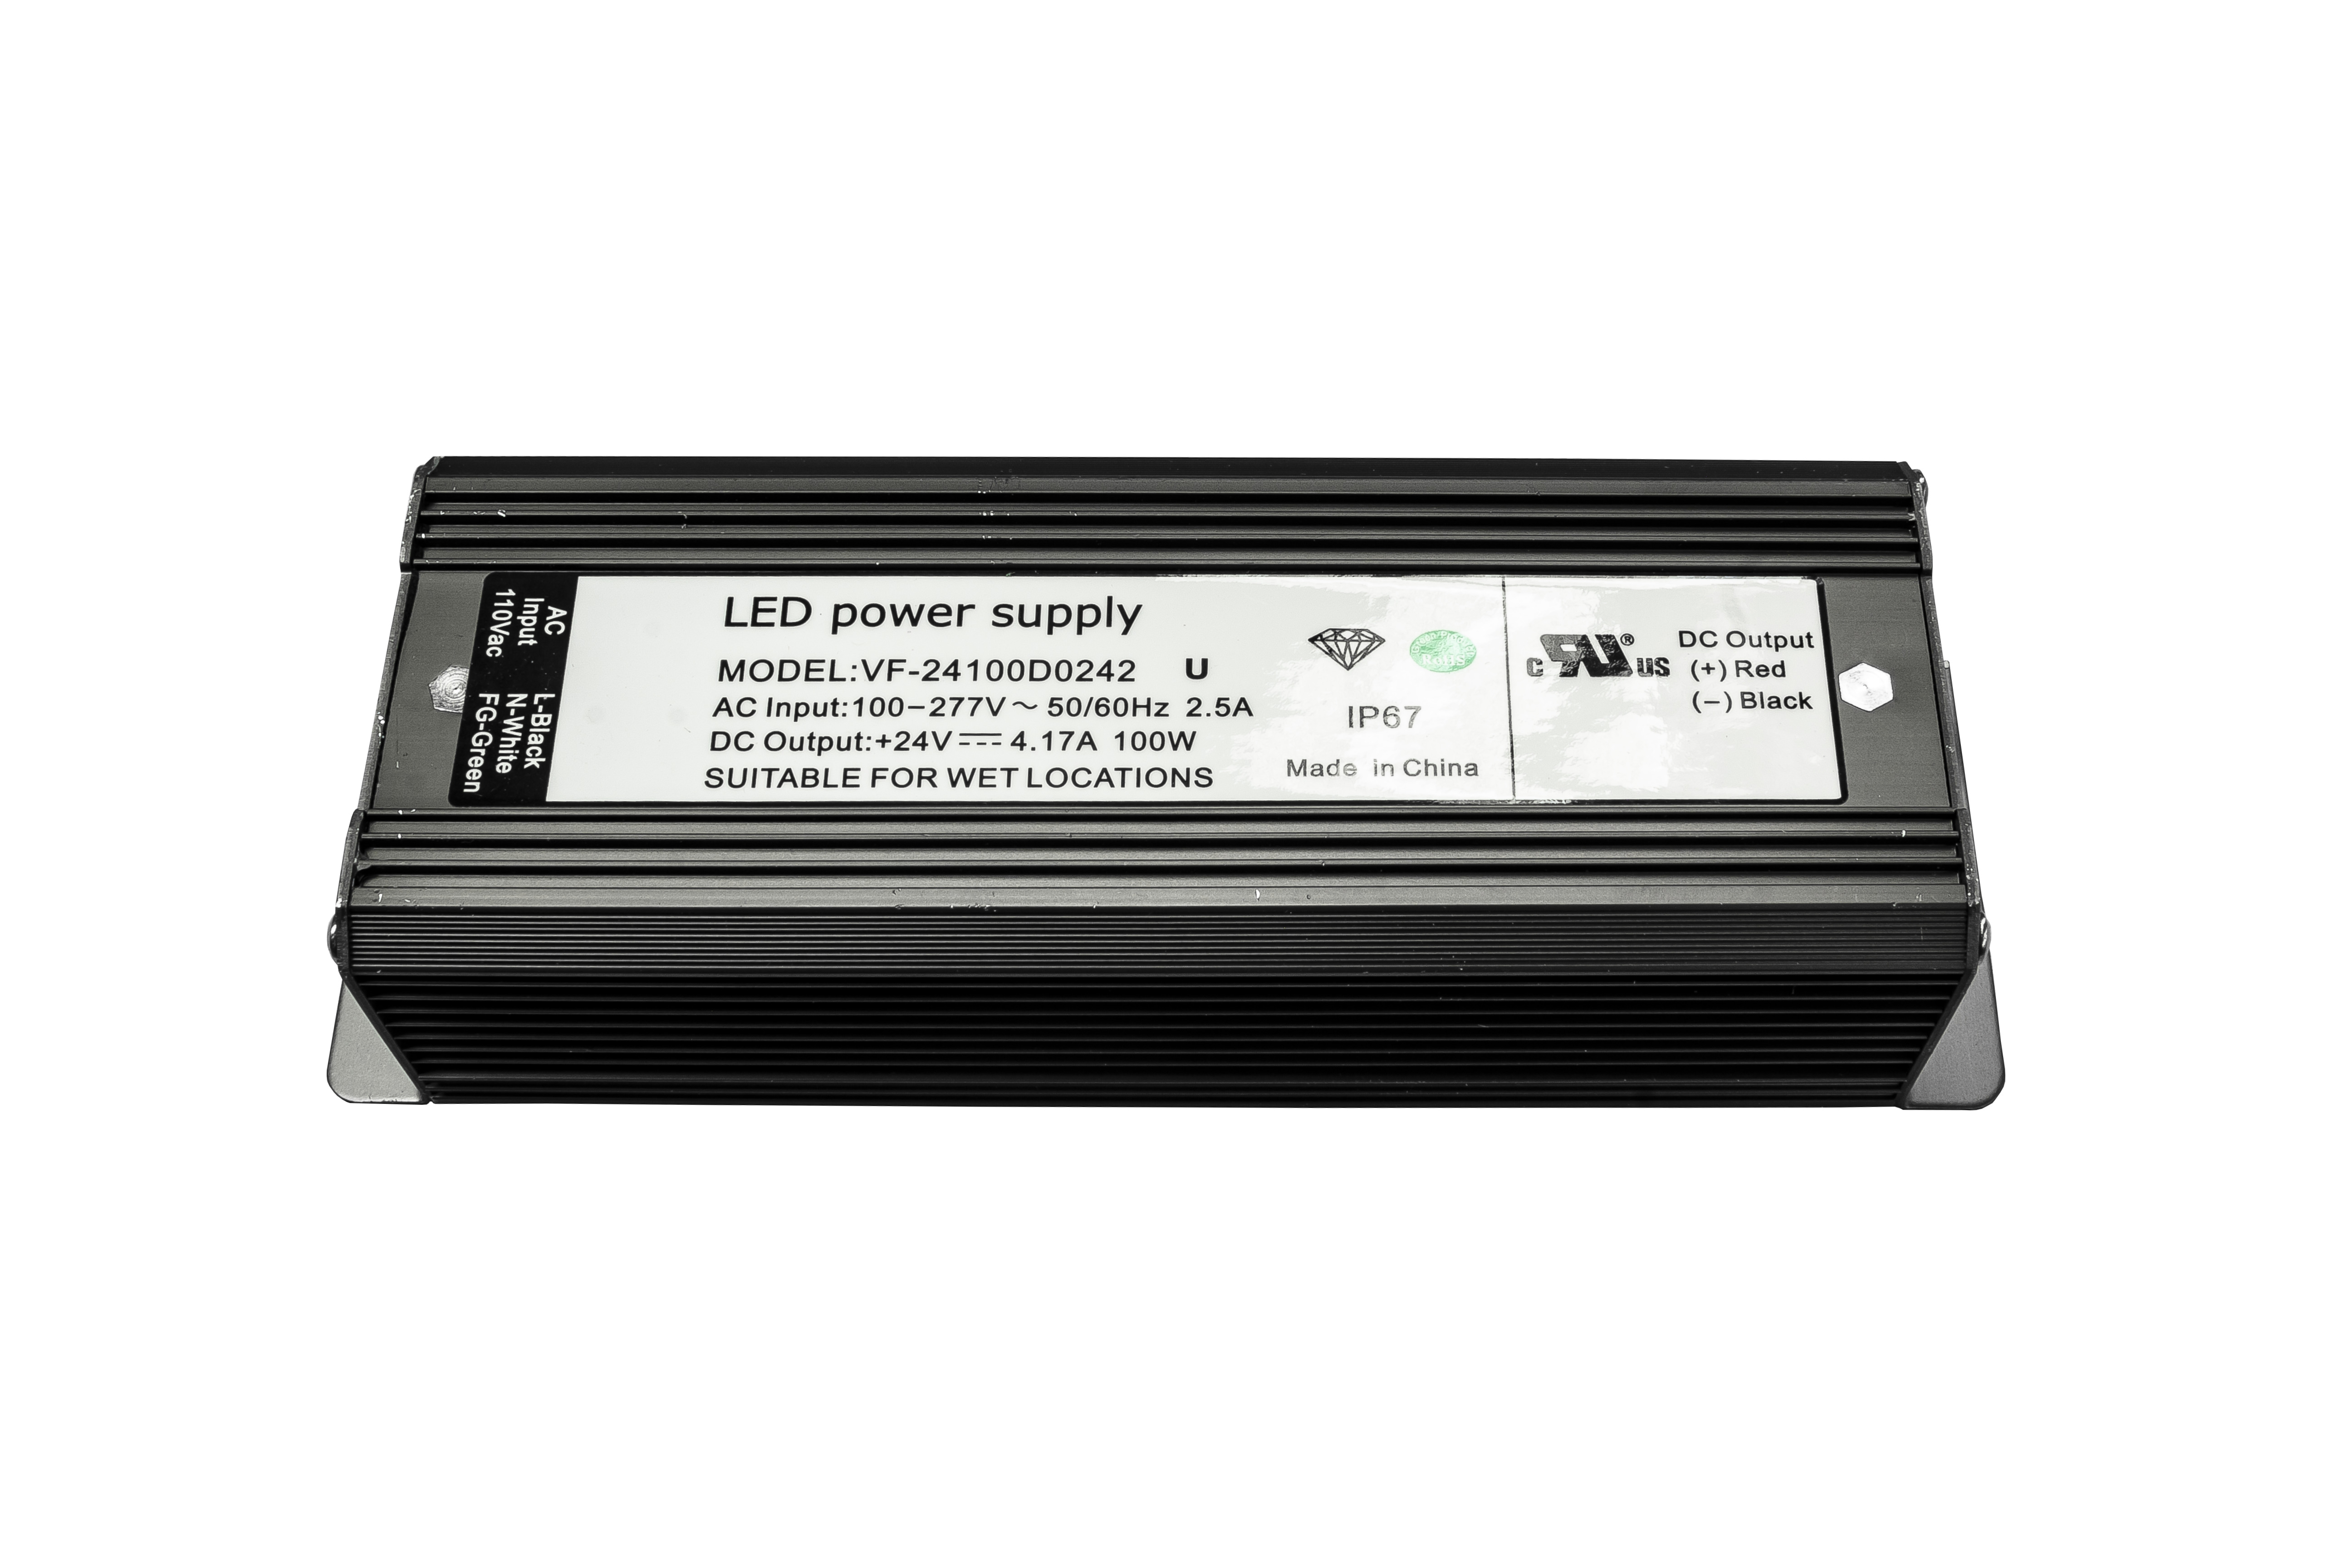 AC
Input
110Vac
L-Black
N-White
FG-Green
LED power supply
MODEL:VF-24100D0242 U
AC Input:100-277V~ 50/60Hz 2.5A
DC Output:+24V⎓4.17A 100W
SUITABLE FOR WET LOCATIONS
RoHS
IP67
Made in China
C RU® US
DC Output
(+) Red
(-) Black